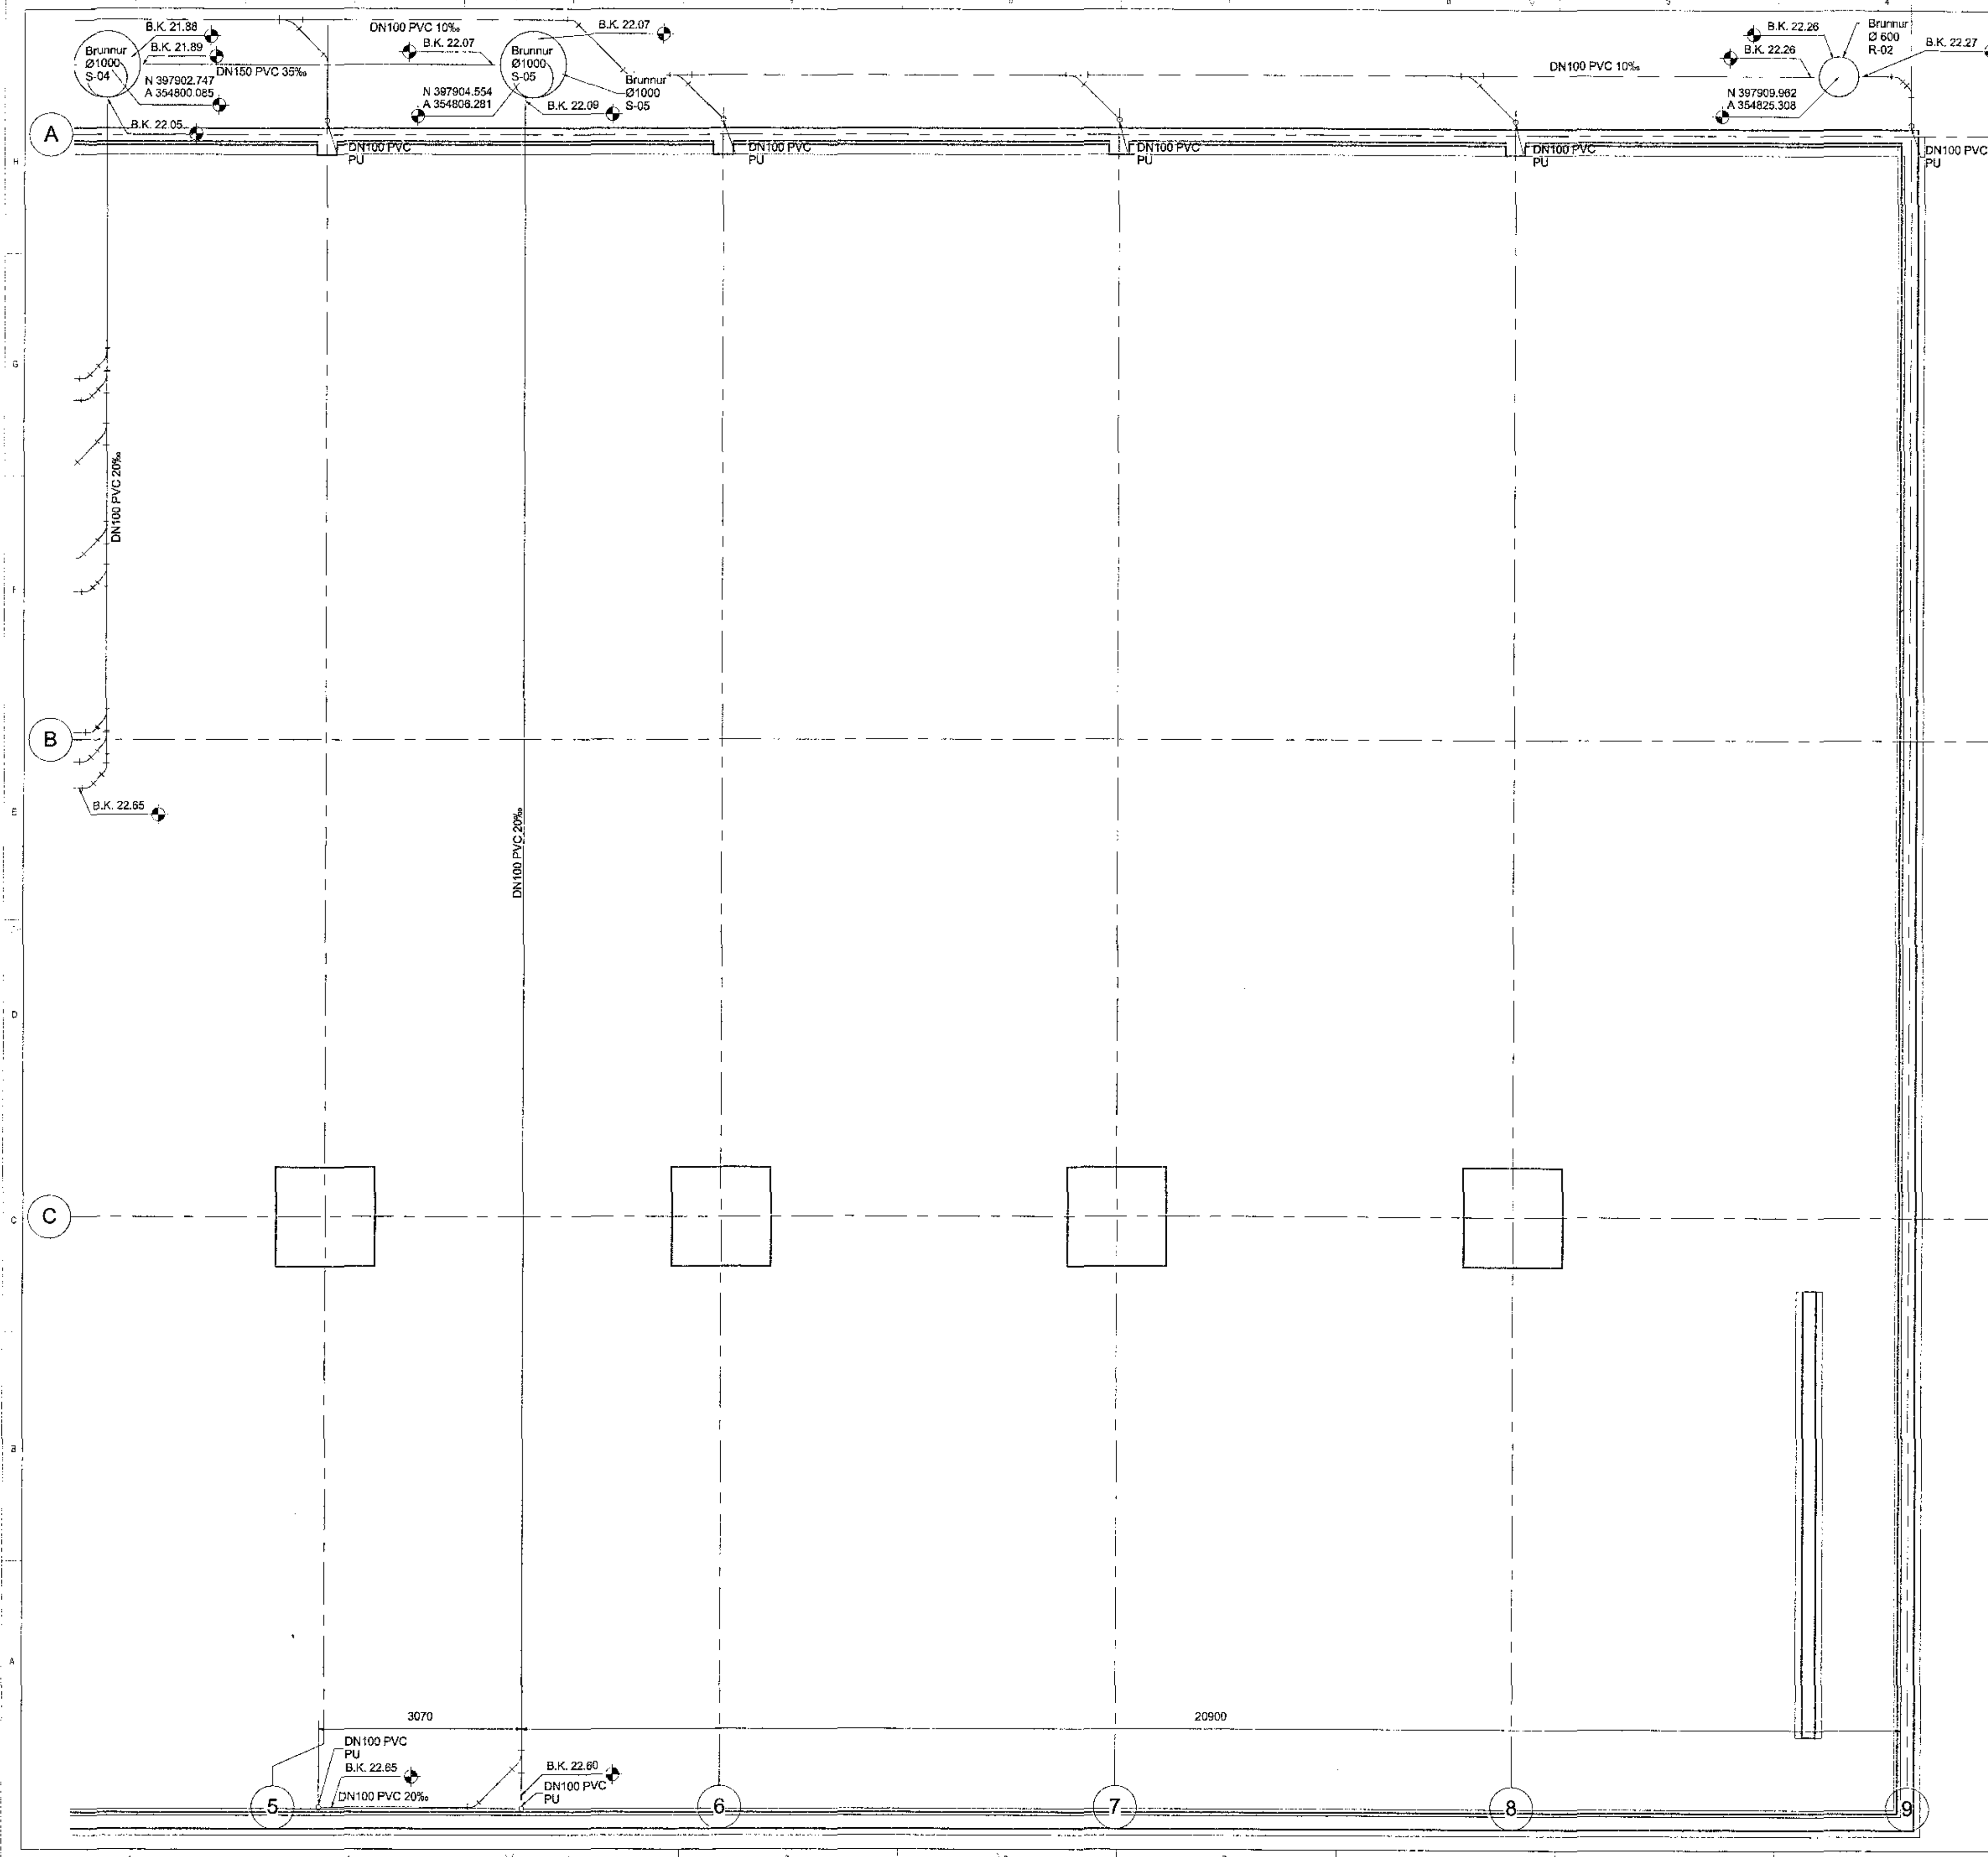 B.K. 21.88
B.K. 21.89
Brunnur
Ø1000
S-04
DN150 PVC 35‰
N 397902.747
A 354800.085
B.K. 22.05
DN100 PVC 10‰
B.K. 22.07
Brunnur
Ø1000
S-05
B.K. 22.07
N 397904.554
A 354806.281
B.K. 22.09
Brunnur
Ø1000
S-05
DN100 PVC 10‰
B.K. 22.26
B.K. 22.26
Brunnur
Ø 600
R-02
B.K. 22.27
N 397909.962
A 354825.308
A
DN100 PVC
PU
DN100 PVC
PU
DN100 PVC
PU
DN100 PVC
PU
DN100 PVC
PU
H
G
DN100 PVC 20‰
F
B
B.K. 22.65
E
DN100 PVC 20‰
D
C
C
B
A
3070
20900
DN100 PVC
PU
B.K. 22.65
DN100 PVC 20‰
B.K. 22.60
DN100 PVC
PU
5
6
7
8
9